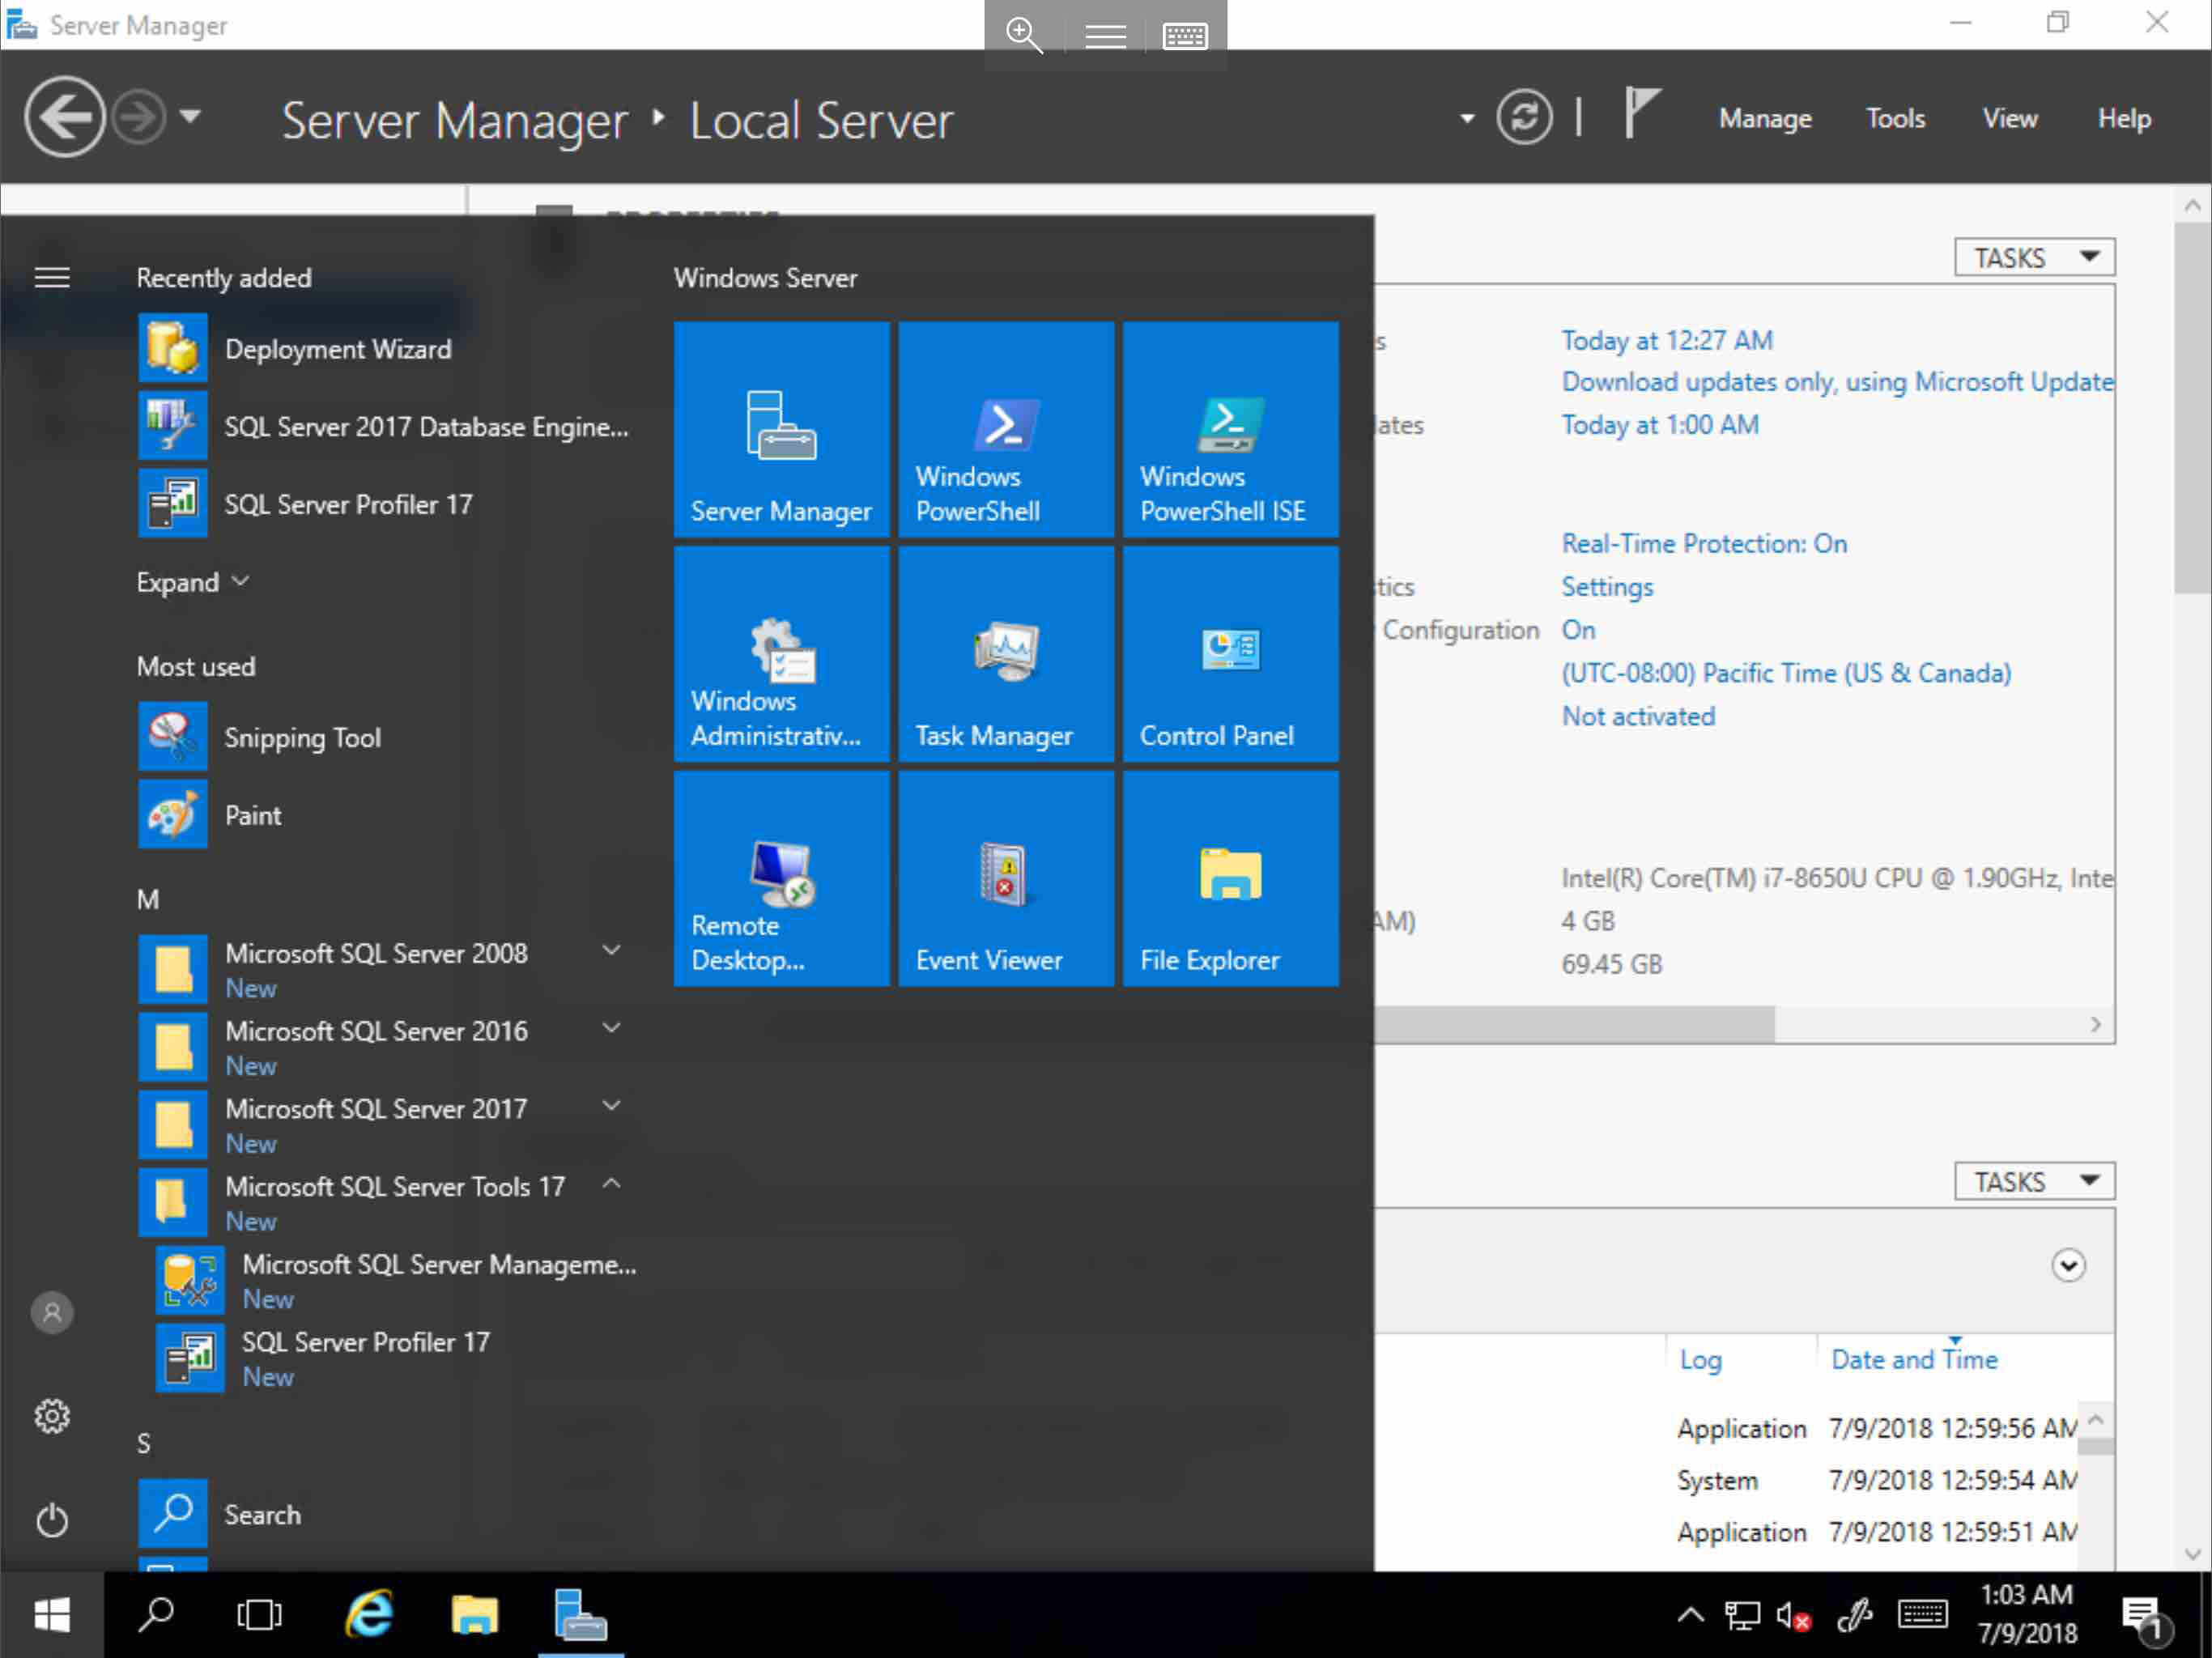 Server Manager
Server Manager
Local Server
Manage
Tools
View
Help
TASKS
Recently added
Deployment Wizard
SQL Server 2017 Database Engine...
SQL Server Profiler 17
Expand
Most used
Snipping Tool
Paint
M
Microsoft SQL Server 2008
New
Microsoft SQL Server 2016
New
Microsoft SQL Server 2017
New
Microsoft SQL Server Tools 17
New
Microsoft SQL Server Manageme...
New
SQL Server Profiler 17
New
S
Search
Windows Server
Server Manager
Windows
PowerShell
Windows
PowerShell ISE
Windows
Administrativ...
Task Manager
Control Panel
Remote
Desktop...
Event Viewer
File Explorer
Today at 12:27 AM
Download updates only, using Microsoft Update
Today at 1:00 AM
Real-Time Protection: On
Settings
Configuration On
(UTC-08:00) Pacific Time (US & Canada)
Not activated
Intel(R) Core(TM) i7-8650U CPU @ 1.90GHz, Inte
AM) 4 GB
69.45 GB
TASKS
Log Date and Time
Application 7/9/2018 12:59:56 AM
System 7/9/2018 12:59:54 AM
Application 7/9/2018 12:59:51 AM
1:03 AM
7/9/2018
1